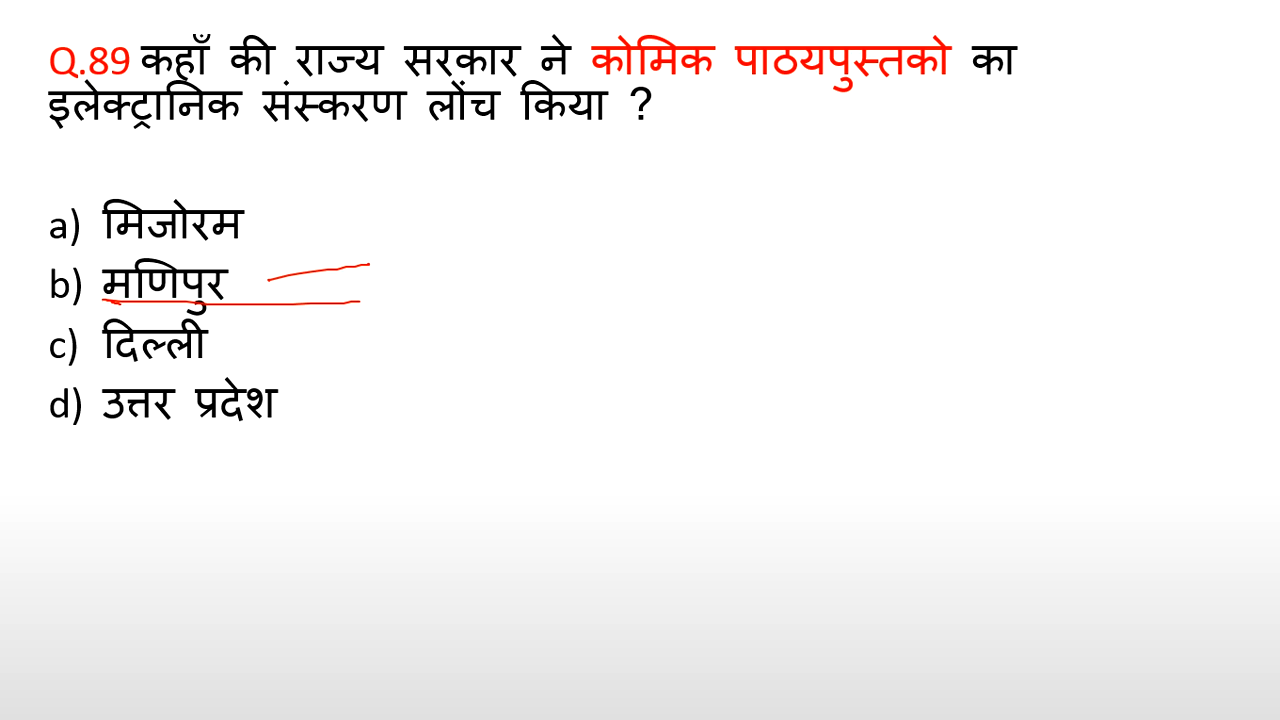 Q.89 कहाँ की राज्य सरकार ने कोमिक पाठयपुस्तको का
इलेक्ट्रानिक संस्करण लोंच किया ?
a) मिजोरम
b) मणिपुर
c) दिल्ली
d) उत्तर प्रदेश